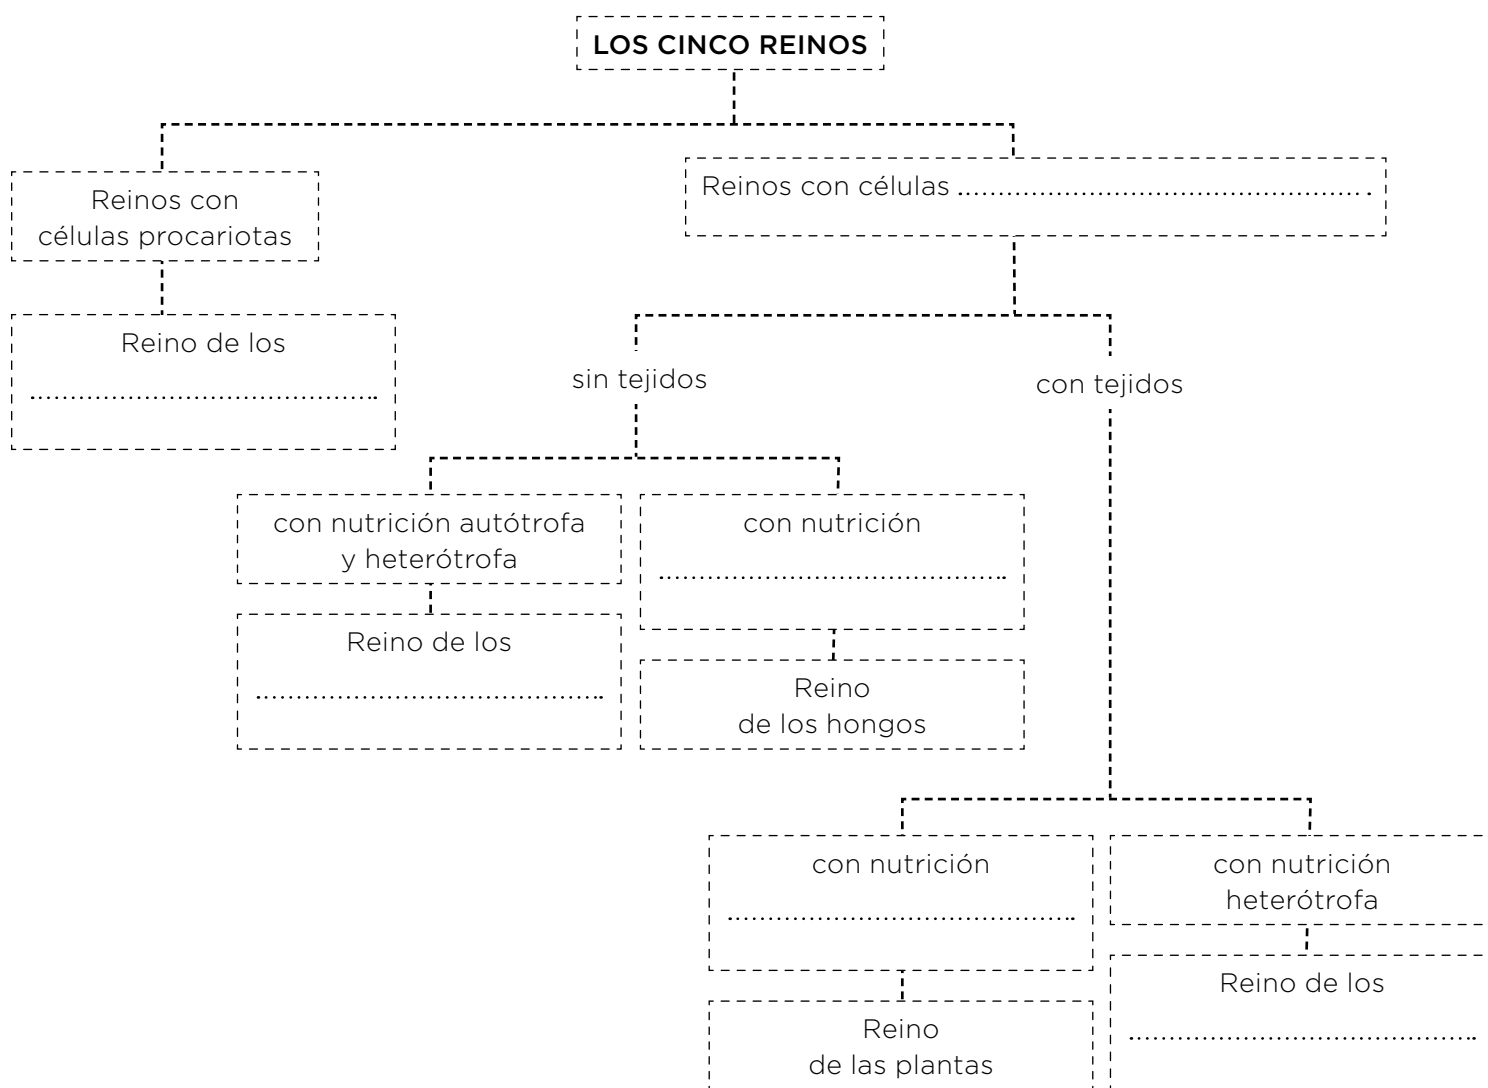 LOS CINCO REINOS
Reinos con
células procariotas
Reinos con células .................................................. .
Reino de los
...........................................
sin tejidos
con tejidos
con nutrición autótrofa
y heterótrofa
con nutrición
...........................................
Reino de los
...........................................
Reino
de los hongos
con nutrición
...........................................
con nutrición
heterótrofa
Reino de los
...........................................
Reino
de las plantas